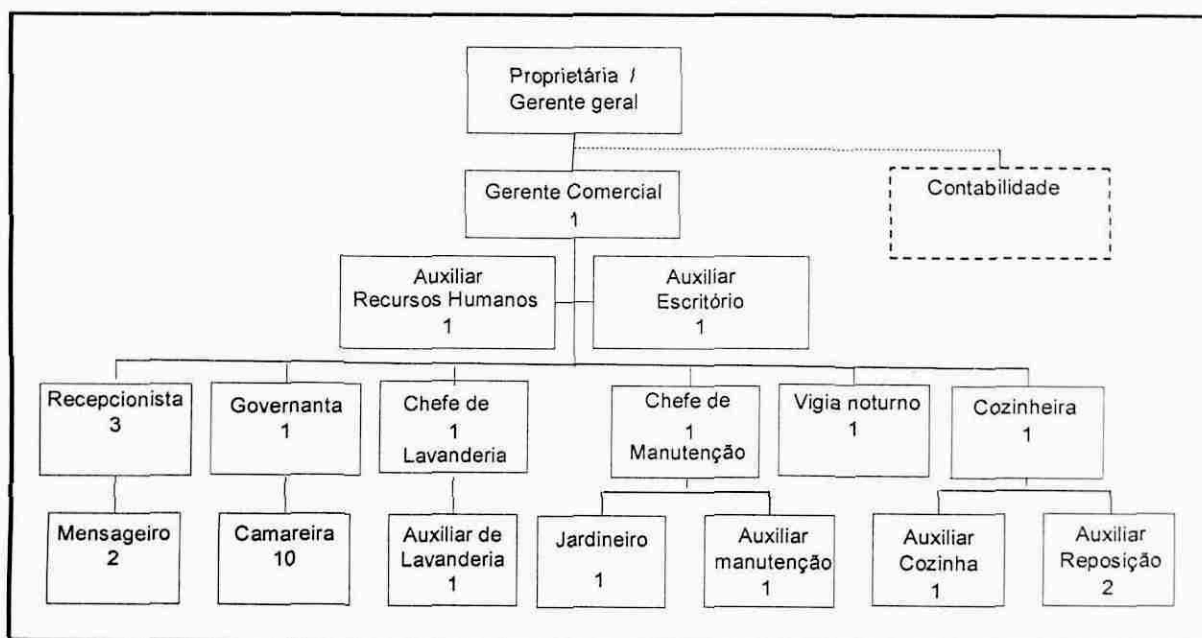 Proprietária /
Gerente geral
Contabilidade
Gerente Comercial
1
Auxiliar
Recursos Humanos
1
Auxiliar
Escritório
1
Recepcionista
3
Governanta
1
Chefe de
1
Lavanderia
Chefe de
1
Manutenção
Vigia noturno
1
Cozinheira
1
Mensageiro
2
Camareira
10
Auxiliar de
Lavanderia
1
Jardineiro
1
Auxiliar
manutenção
1
Auxiliar
Cozinha
1
Auxiliar
Reposição
2